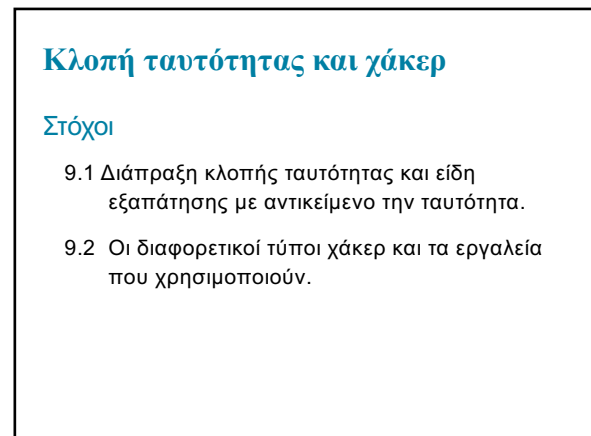 Κλοπή ταυτότητας και χάκερ
Στόχοι
9.1 Διάπραξη κλοπής ταυτότητας και είδη
εξαπάτησης με αντικείμενο την ταυτότητα.
9.2 Οι διαφορετικοί τύποι χάκερ και τα εργαλεία
που χρησιμοποιούν.